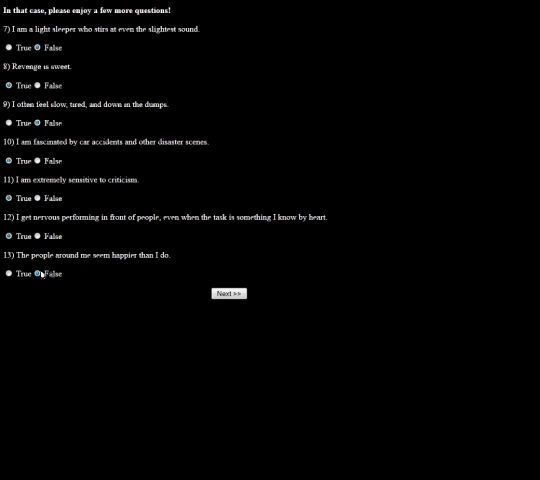 In that case, please enjoy a few more questions!
7) I am a light sleeper who stirs at even the slightest sound.
True False
8) Revenge is sweet.
True False
9) I often feel slow, tired, and down in the dumps.
True False
10) I am fascinated by car accidents and other disaster scenes.
True False
11) I am extremely sensitive to criticism.
True False
12) I get nervous performing in front of people, even when the task is something I know by heart.
True False
13) The people around me seem happier than I do.
True False
Next >>